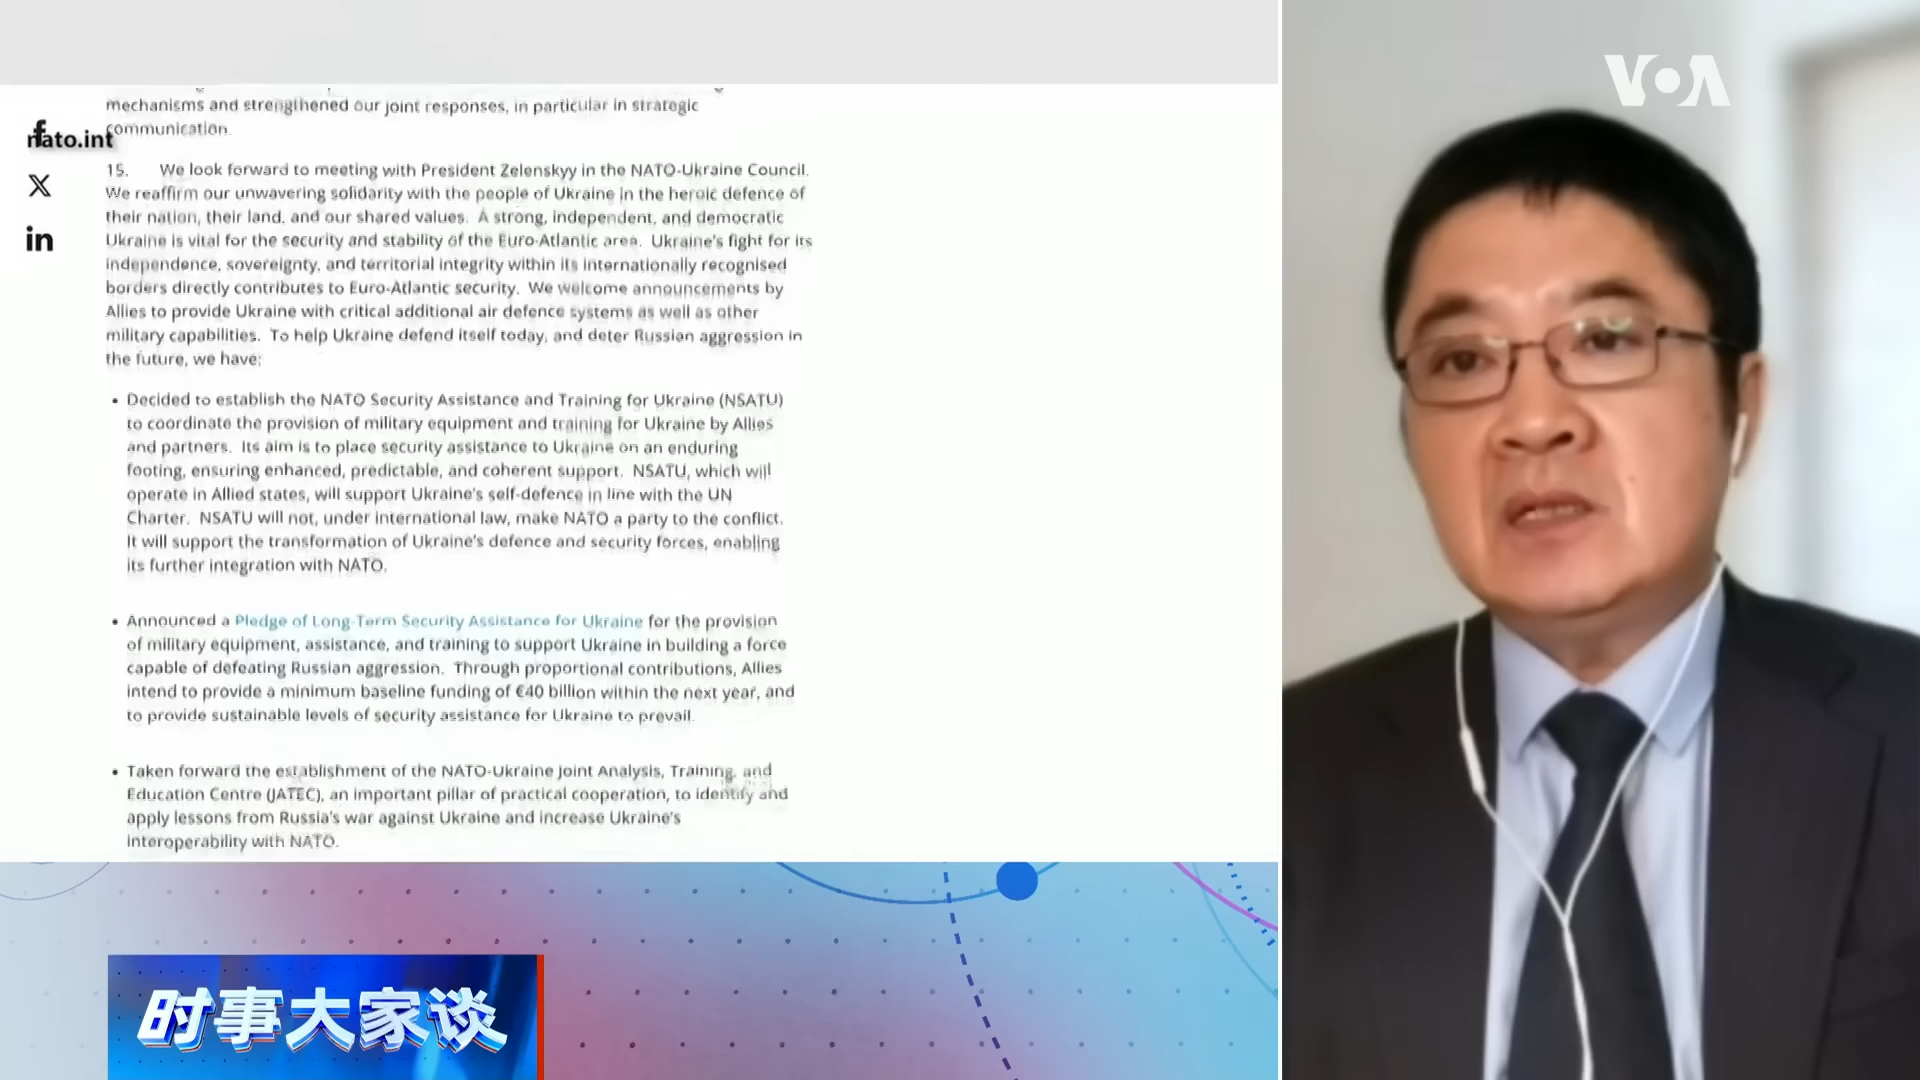 mechanisms and strengthened our joint responses, in particular in strategic
communication.
nato.int
15. We look forward to meeting with President Zelenskyy in the NATO-Ukraine Council.
We reaffirm our unwavering solidarity with the people of Ukraine in the heroic defence of
their nation, their land, and our shared values. A strong, independent, and democratic
Ukraine is vital for the security and stability of the Euro-Atlantic area. Ukraine's fight for its
independence, sovereignty, and territorial integrity within its internationally recognised
borders directly contributes to Euro-Atlantic security. We welcome announcements by
Allies to provide Ukraine with critical additional air defence systems as well as other
military capabilities. To help Ukraine defend itself today, and deter Russian aggression in
the future, we have:
• Decided to establish the NATO Security Assistance and Training for Ukraine (NSATU)
to coordinate the provision of military equipment and training for Ukraine by Allies
and partners. Its aim is to place security assistance to Ukraine on an enduring
footing, ensuring enhanced, predictable, and coherent support. NSATU, which will
operate in Allied states, will support Ukraine's self-defence in line with the UN
Charter. NSATU will not, under international law, make NATO a party to the conflict.
It will support the transformation of Ukraine's defence and security forces, enabling
its further integration with NATO.
• Announced a Pledge of Long-Term Security Assistance for Ukraine for the provision
of military equipment, assistance, and training to support Ukraine in building a force
capable of defeating Russian aggression. Through proportional contributions, Allies
intend to provide a minimum baseline funding of €40 billion within the next year, and
to provide sustainable levels of security assistance for Ukraine to prevail.
• Taken forward the establishment of the NATO-Ukraine Joint Analysis, Training, and
Education Centre (JATEC), an important pillar of practical cooperation, to identify and
apply lessons from Russia's war against Ukraine and increase Ukraine's
interoperability with NATO.
时事大家谈
VOA